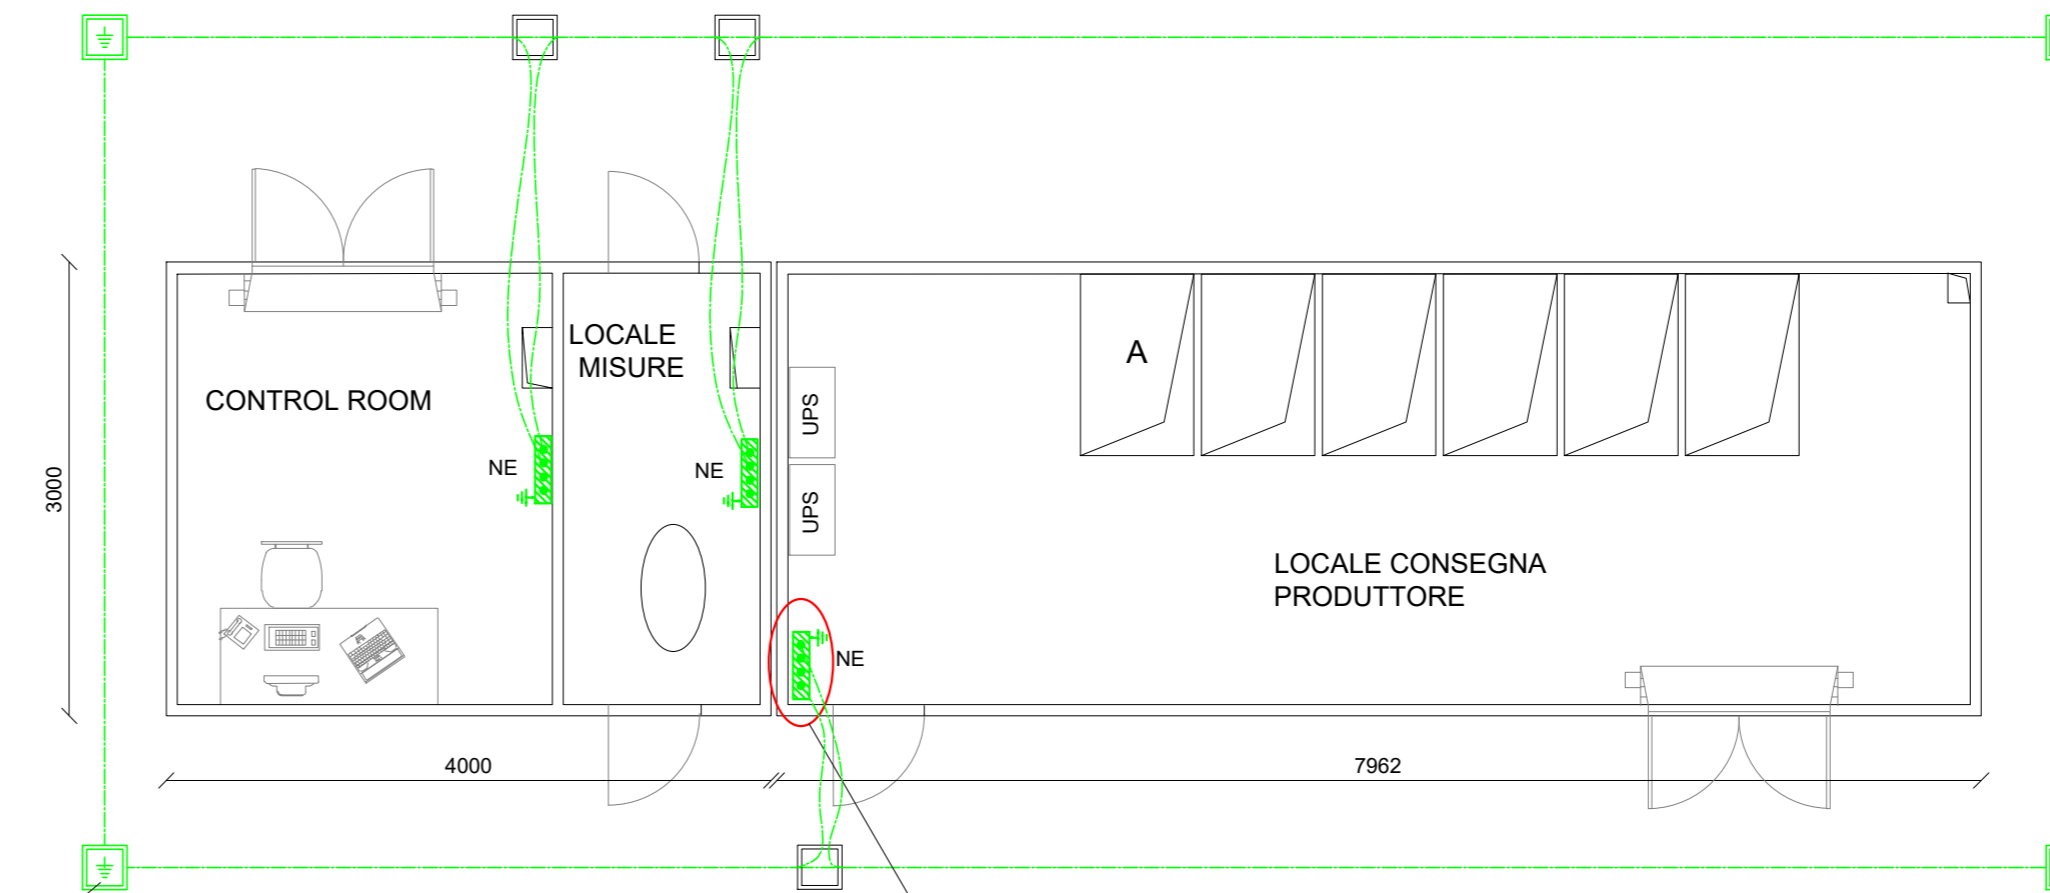 LOCALE
MISURE
A
CONTROL ROOM
UPS
NE
NE
3000
UPS
LOCALE CONSEGNA
PRODUTTORE
NE
4000
7962